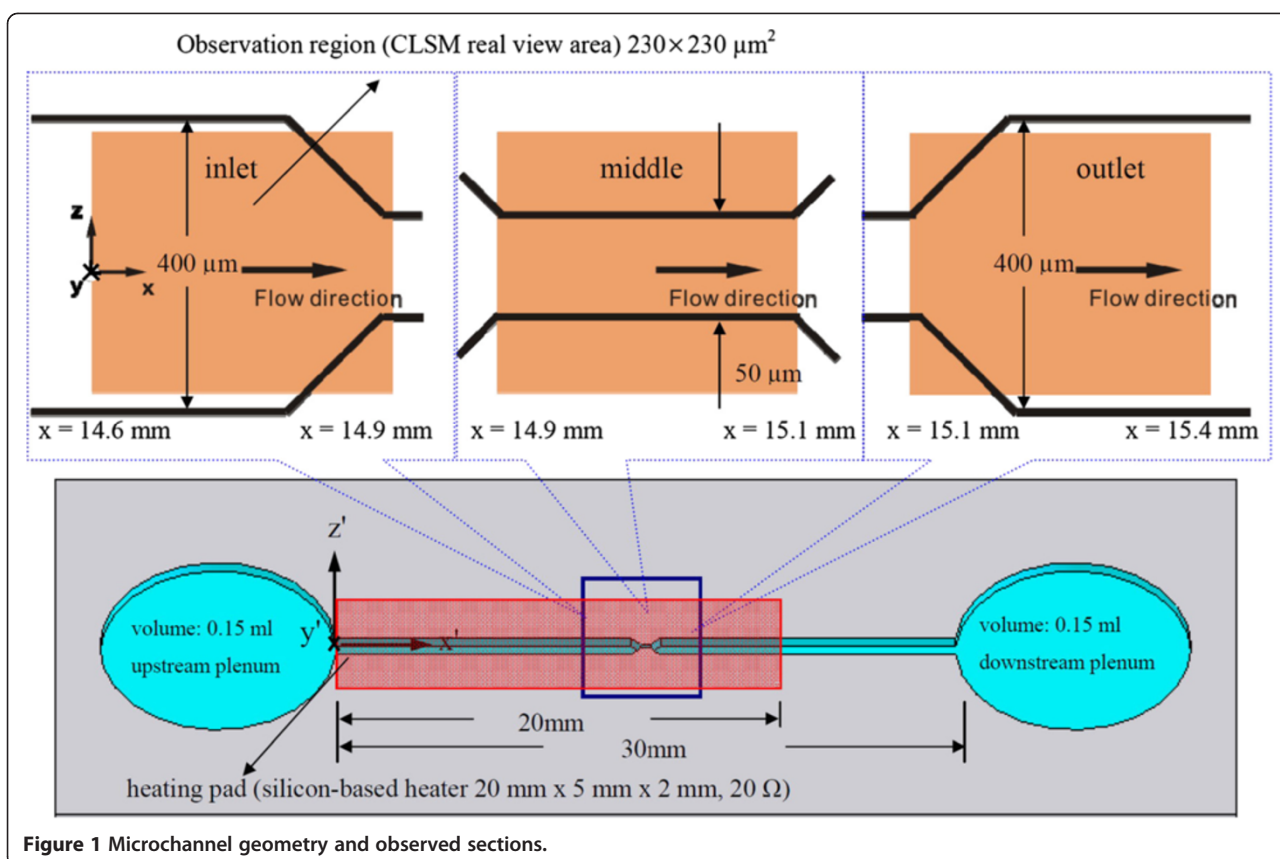 Observation region (CLSM real view area) 230×230 µm²
inlet
z
400 µm
y
x
Flow direction
x = 14.6 mm
x = 14.9 mm
middle
Flow direction
50 µm
x = 14.9 mm
x = 15.1 mm
outlet
400 µm
Flow direction
x = 15.1 mm
x = 15.4 mm
z'
volume: 0.15 ml
upstream plenum
y'
x'
volume: 0.15 ml
downstream plenum
20mm
30mm
heating pad (silicon-based heater 20 mm x 5 mm x 2 mm, 20 Ω)
Figure 1 Microchannel geometry and observed sections.